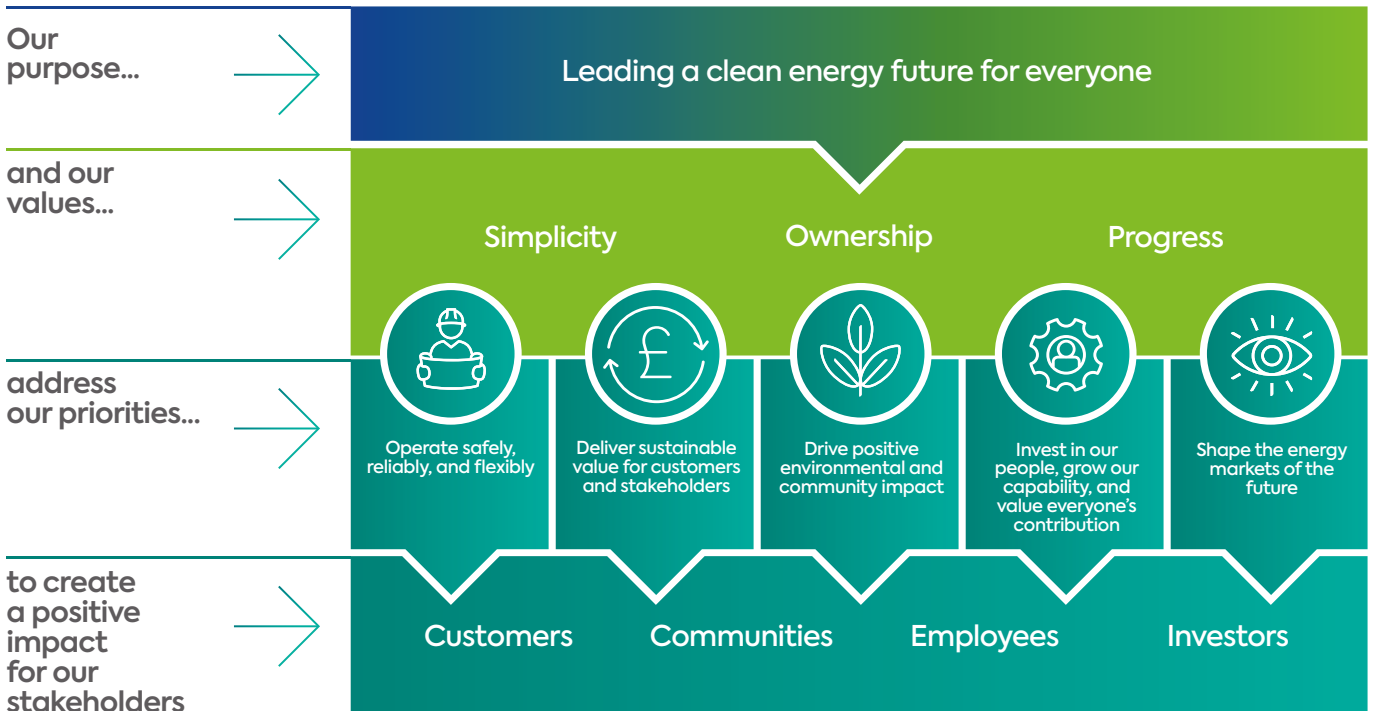 Our
purpose...
Leading a clean energy future for everyone
and our
values...
Simplicity
Ownership
Progress
£
address
our priorities...
Operate safely,
reliably, and flexibly
Deliver sustainable
value for customers
and stakeholders
Drive positive
environmental and
community impact
Invest in our
people, grow our
capability, and
value everyone’s
contribution
Shape the energy
markets of the
future
to create
a positive
impact
for our
stakeholders
Customers
Communities
Employees
Investors